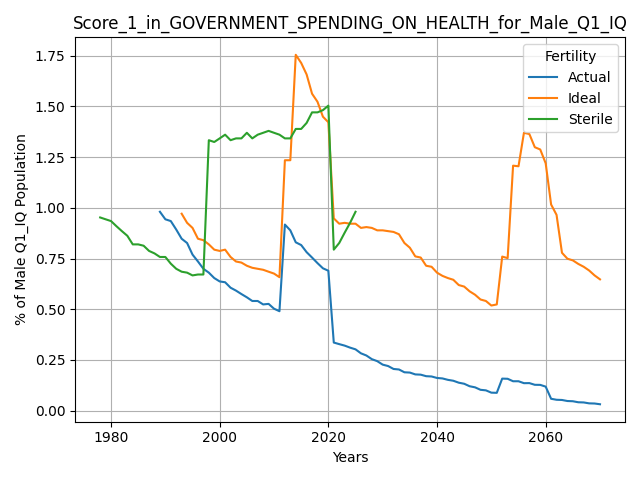 Score_1_in_GOVERNMENT_SPENDING_ON_HEALTH_for_Male_Q1_IQ
Fertility
Actual
Ideal
Sterile
% of Male Q1_IQ Population
1.75
1.50
1.25
1.00
0.75
0.50
0.25
0.00
1980 2000 2020 2040 2060
Years